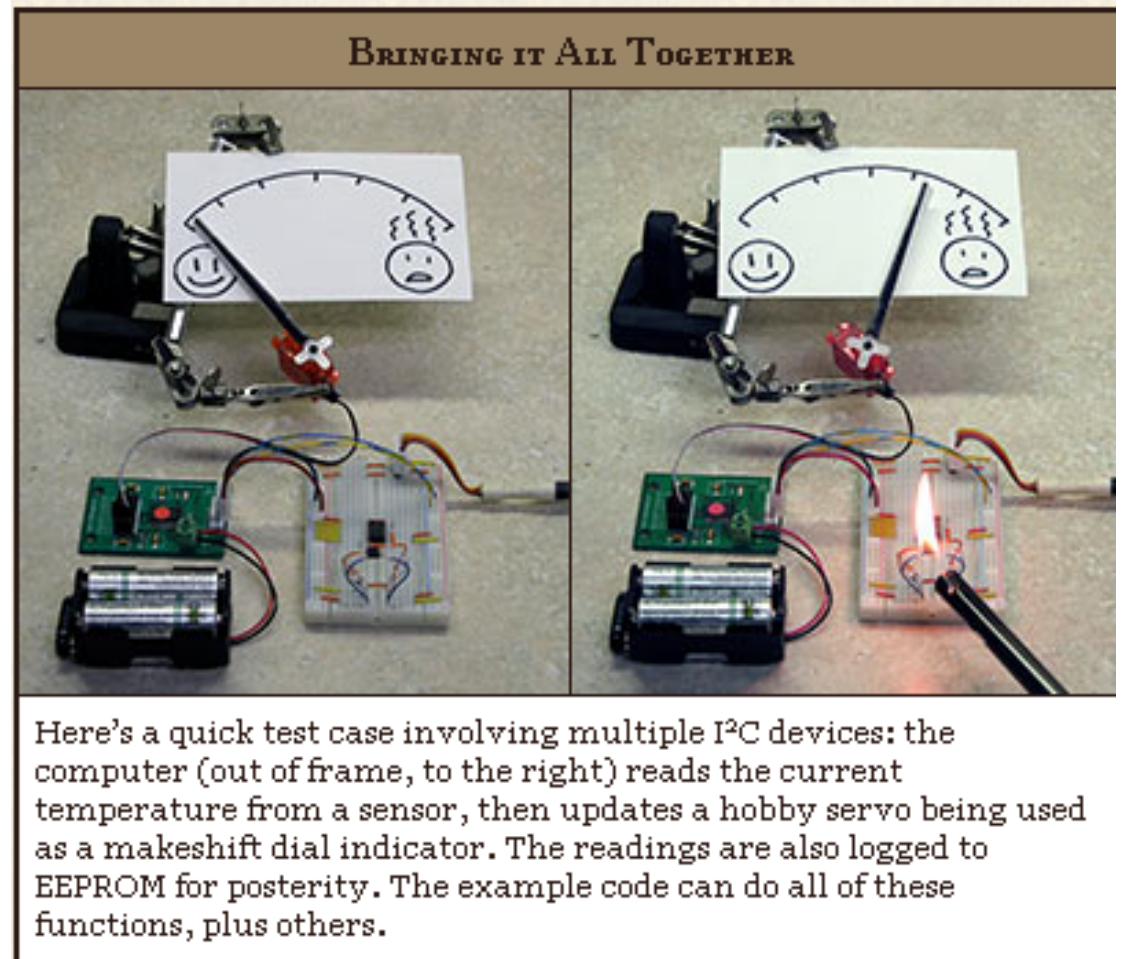 Bringing it All Together
Here's a quick test case involving multiple I²C devices: the
computer (out of frame, to the right) reads the current
temperature from a sensor, then updates a hobby servo being used
as a makeshift dial indicator. The readings are also logged to
EEPROM for posterity. The example code can do all of these
functions, plus others.